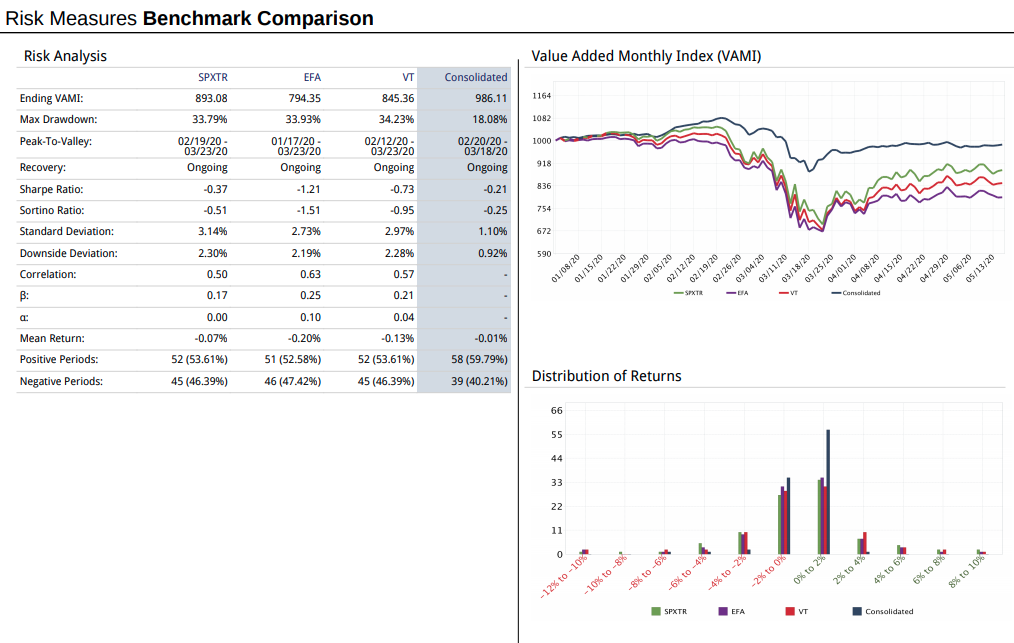 Risk Measures Benchmark Comparison
Risk Analysis
SPXTR EFA VT Consolidated
Ending VAMI: 893.08 794.35 845.36 986.11
Max Drawdown: 33.79% 33.93% 34.23% 18.08%
Peak-To-Valley: 02/19/20 - 03/23/20 01/17/20 - 03/23/20 02/12/20 - 03/23/20 02/20/20 - 03/18/20
Recovery: Ongoing Ongoing Ongoing Ongoing
Sharpe Ratio: -0.37 -1.21 -0.73 -0.21
Sortino Ratio: -0.51 -1.51 -0.95 -0.25
Standard Deviation: 3.14% 2.73% 2.97% 1.10%
Downside Deviation: 2.30% 2.19% 2.28% 0.92%
Correlation: 0.50 0.63 0.57 -
β: 0.17 0.25 0.21 -
α: 0.00 0.10 0.04 -
Mean Return: -0.07% -0.20% -0.13% -0.01%
Positive Periods: 52 (53.61%) 51 (52.58%) 52 (53.61%) 58 (59.79%)
Negative Periods: 45 (46.39%) 46 (47.42%) 45 (46.39%) 39 (40.21%)
Value Added Monthly Index (VAMI)
1164
1082
1000
918
836
754
672
590
01/08/20 01/15/20 01/22/20 01/29/20 02/05/20 02/12/20 02/19/20 02/26/20 03/04/20 03/11/20 03/18/20 03/25/20 04/01/20 04/08/20 04/15/20 04/22/20 04/29/20 05/06/20 05/13/20
SPXTR EFA VT Consolidated
Distribution of Returns
66
55
44
33
22
11
0
-12% to -10% -10% to -8% -8% to -6% -6% to -4% -4% to -2% -2% to 0% 0% to 2% 2% to 4% 4% to 6% 6% to 8% 8% to 10%
SPXTR EFA VT Consolidated